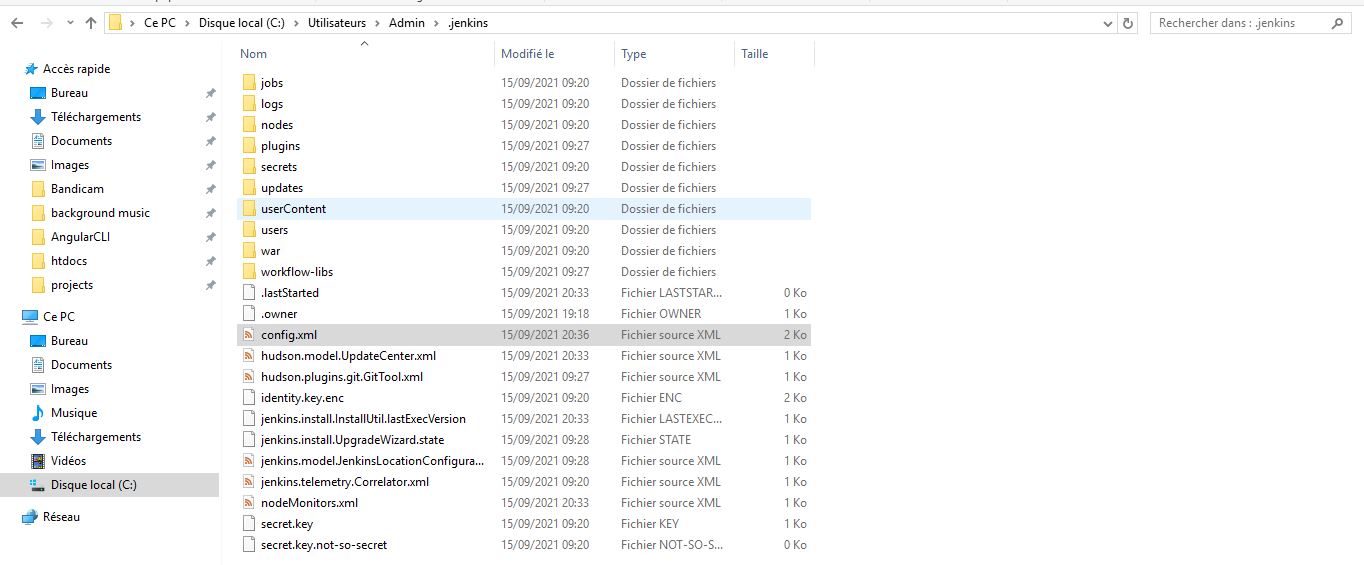 Ce PC > Disque local (C:) > Utilisateurs > Admin > .jenkins
Rechercher dans : .jenkins
Accès rapide
Bureau
Téléchargements
Documents
Images
Bandicam
background music
AngularCLI
htdocs
projects
Ce PC
Bureau
Documents
Images
Musique
Téléchargements
Vidéos
Disque local (C:)
Réseau
Nom Modifié le Type Taille
jobs 15/09/2021 09:20 Dossier de fichiers
logs 15/09/2021 09:20 Dossier de fichiers
nodes 15/09/2021 09:20 Dossier de fichiers
plugins 15/09/2021 09:27 Dossier de fichiers
secrets 15/09/2021 09:20 Dossier de fichiers
updates 15/09/2021 09:27 Dossier de fichiers
userContent 15/09/2021 09:20 Dossier de fichiers
users 15/09/2021 09:20 Dossier de fichiers
war 15/09/2021 09:20 Dossier de fichiers
workflow-libs 15/09/2021 09:27 Dossier de fichiers
.lastStarted 15/09/2021 20:33 Fichier LASTSTAR... 0 Ko
.owner 15/09/2021 19:18 Fichier OWNER 1 Ko
config.xml 15/09/2021 20:36 Fichier source XML 2 Ko
hudson.model.UpdateCenter.xml 15/09/2021 20:33 Fichier source XML 1 Ko
hudson.plugins.git.GitTool.xml 15/09/2021 09:27 Fichier source XML 1 Ko
identity.key.enc 15/09/2021 09:20 Fichier ENC 2 Ko
jenkins.install.InstallUtil.lastExecVersion 15/09/2021 20:33 Fichier LASTEXEC... 1 Ko
jenkins.install.UpgradeWizard.state 15/09/2021 09:28 Fichier STATE 1 Ko
jenkins.model.JenkinsLocationConfigura... 15/09/2021 09:28 Fichier source XML 1 Ko
jenkins.telemetry.Correlator.xml 15/09/2021 09:20 Fichier source XML 1 Ko
nodeMonitors.xml 15/09/2021 20:33 Fichier source XML 1 Ko
secret.key 15/09/2021 09:20 Fichier KEY 1 Ko
secret.key.not-so-secret 15/09/2021 09:20 Fichier NOT-SO-S... 0 Ko